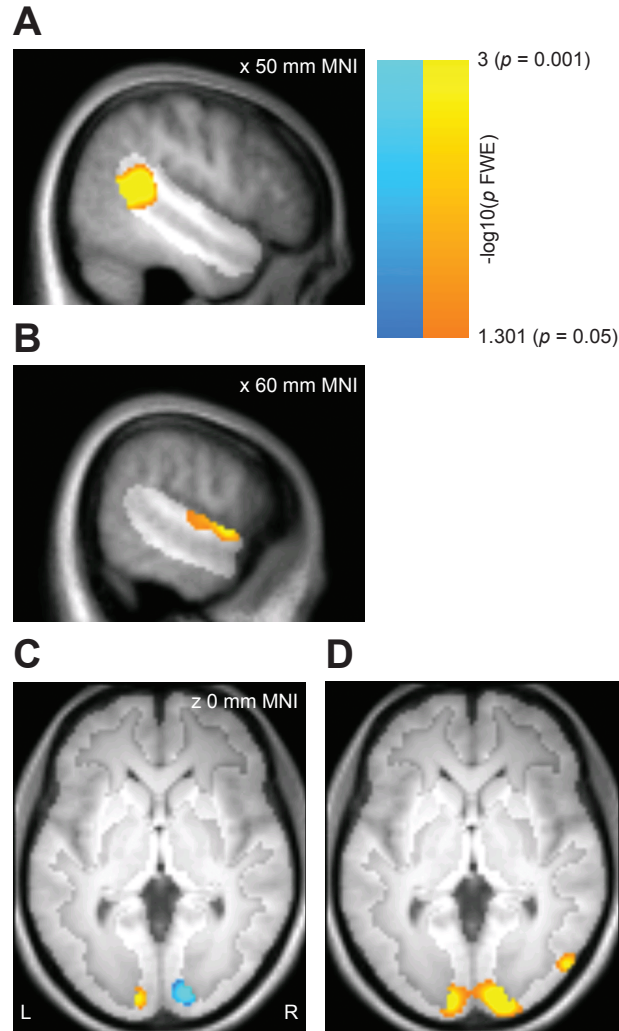 A
x 50 mm MNI
3 (p = 0.001)
-log10(p FWE)
1.301 (p = 0.05)
B
x 60 mm MNI
C
D
z 0 mm MNI
L
R